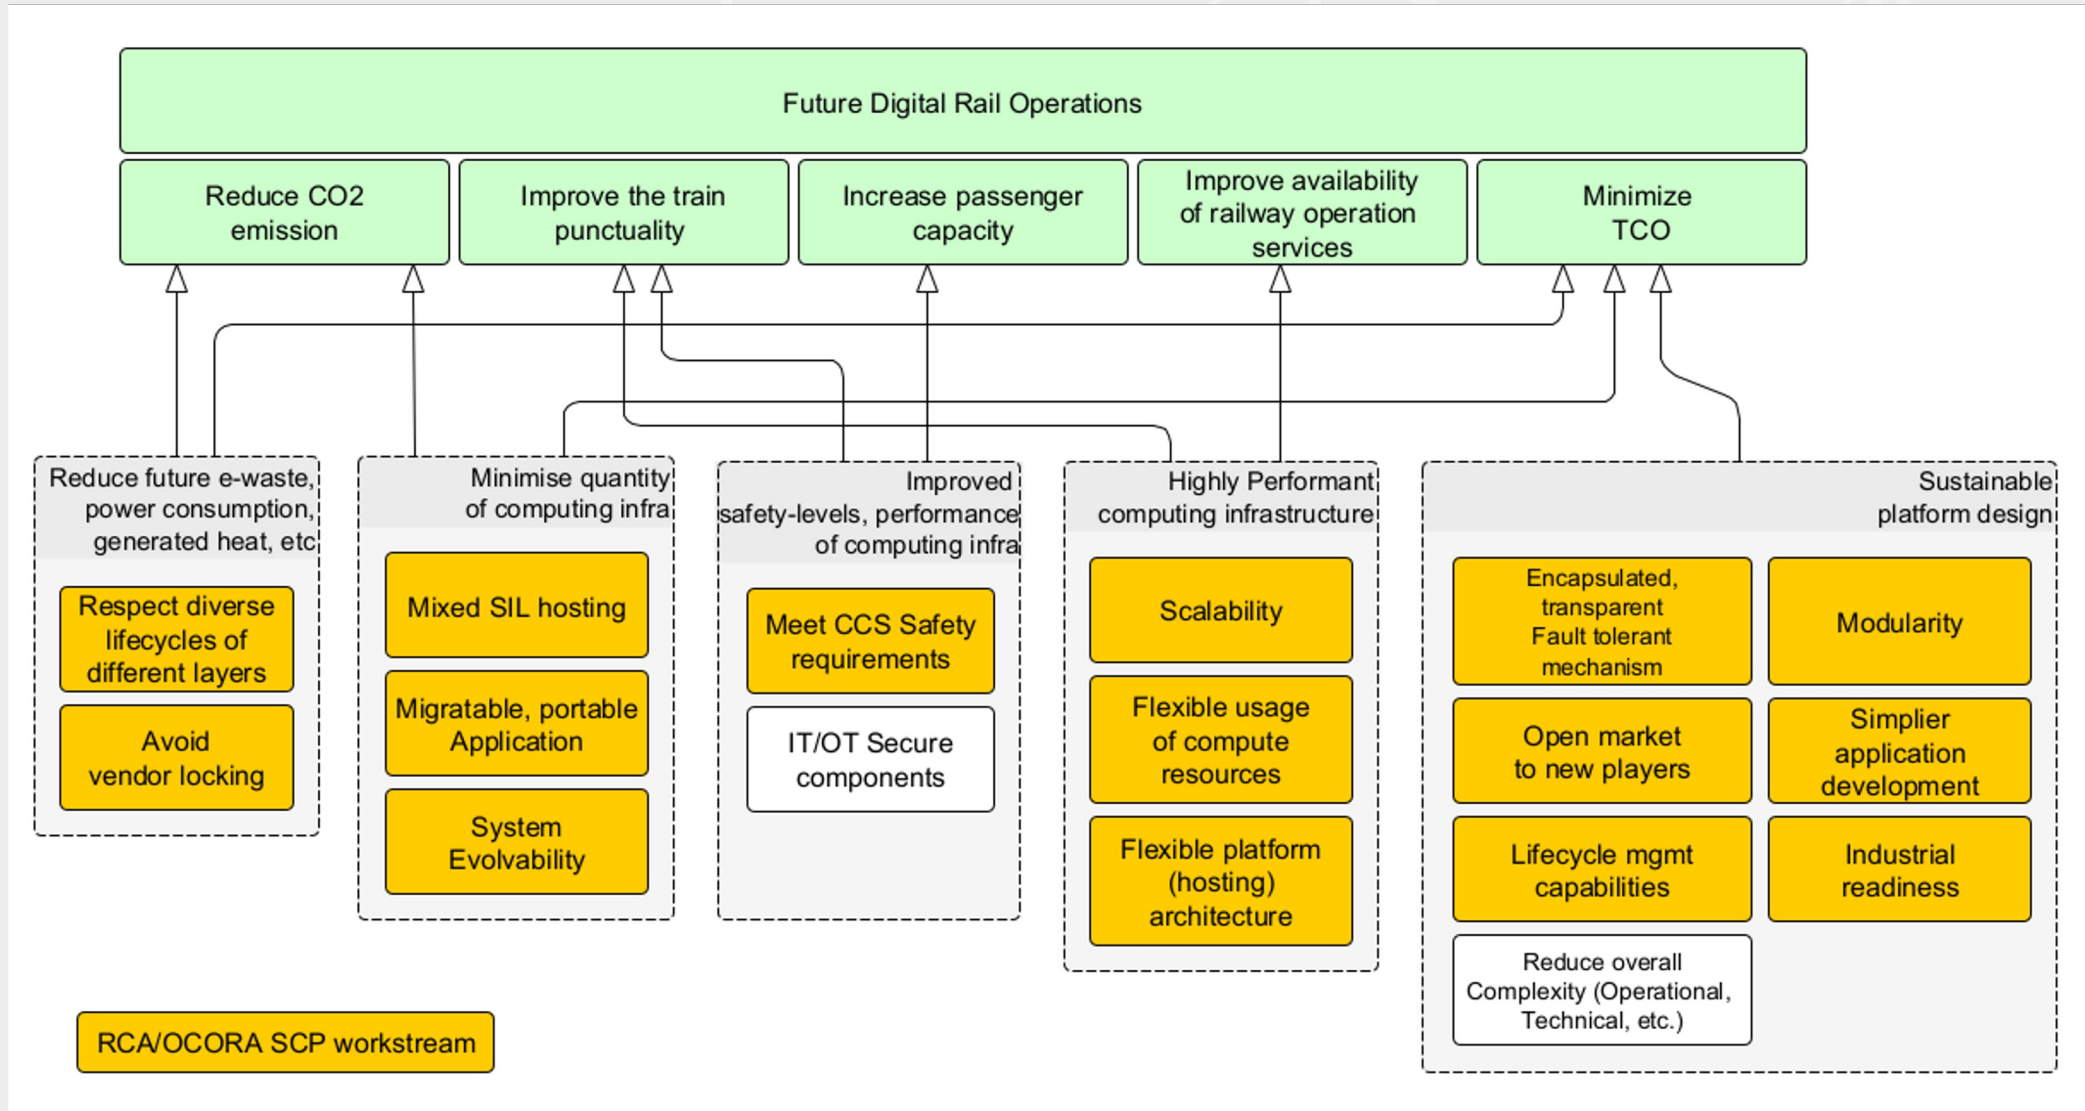 Future Digital Rail Operations
Reduce CO2
emission
Improve the train
punctuality
Increase passenger
capacity
Improve availability
of railway operation
services
Minimize
TCO
Reduce future e-waste,
power consumption,
generated heat, etc
Respect diverse
lifecycles of
different layers
Avoid
vendor locking
Minimise quantity
of computing infra
Mixed SIL hosting
Migratable, portable
Application
System
Evolvability
Improved
safety-levels, performance
of computing infra
Meet CCS Safety
requirements
IT/OT Secure
components
Highly Performant
computing infrastructure
Scalability
Flexible usage
of compute
resources
Flexible platform
(hosting)
architecture
Sustainable
platform design
Encapsulated,
transparent
Fault tolerant
mechanism
Modularity
Open market
to new players
Simplier
application
development
Lifecycle mgmt
capabilities
Industrial
readiness
Reduce overall
Complexity (Operational,
Technical, etc.)
RCA/OCORA SCP workstream